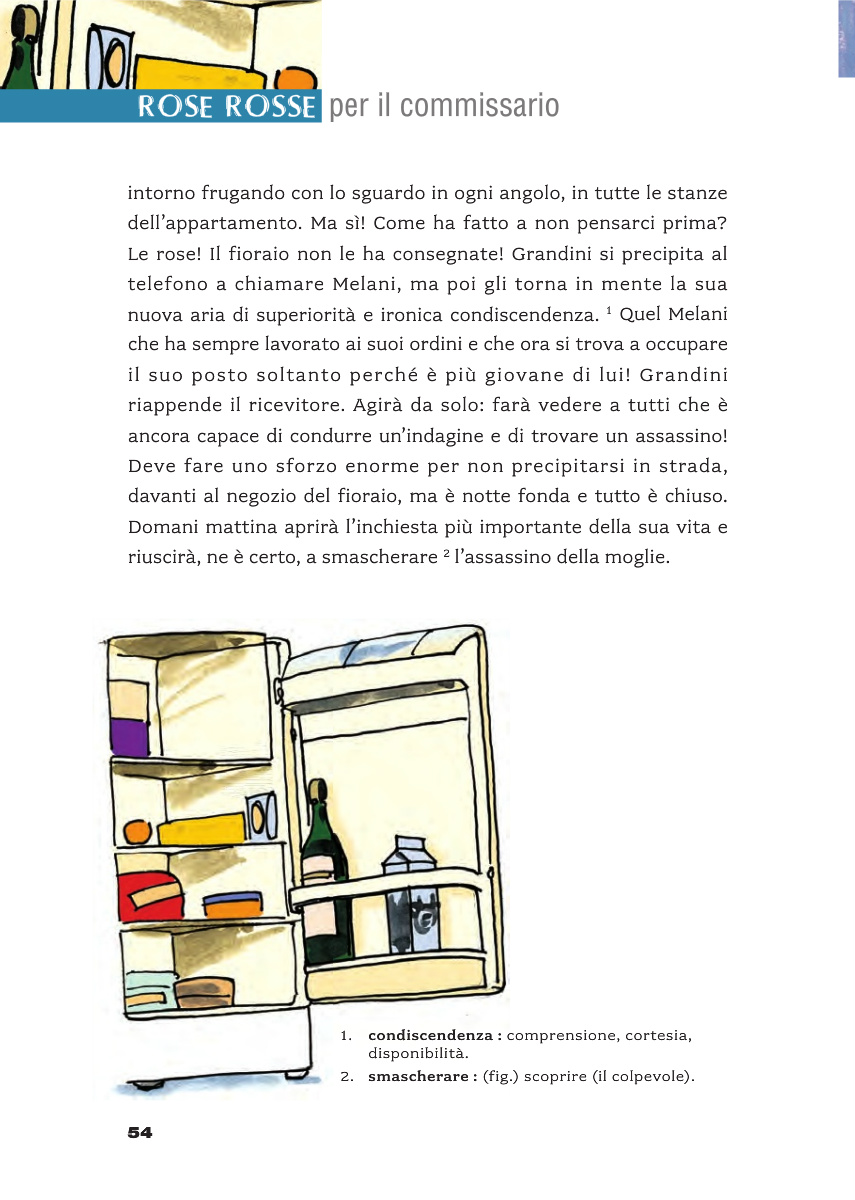 ROSE ROSSE per il commissario
intorno frugando con lo sguardo in ogni angolo, in tutte le stanze
dell'appartamento. Ma sì! Come ha fatto a non pensarci prima?
Le rose! Il fioraio non le ha consegnate! Grandini si precipita al
telefono a chiamare Melani, ma poi gli torna in mente la sua
nuova aria di superiorità e ironica condiscendenza. ¹ Quel Melani
che ha sempre lavorato ai suoi ordini e che ora si trova a occupare
il suo posto soltanto perché è più giovane di lui! Grandini
riappende il ricevitore. Agirà da solo: farà vedere a tutti che è
ancora capace di condurre un'indagine e di trovare un assassino!
Deve fare uno sforzo enorme per non precipitarsi in strada,
davanti al negozio del fioraio, ma è notte fonda e tutto è chiuso.
Domani mattina aprirà l'inchiesta più importante della sua vita e
riuscirà, ne è certo, a smascherare ² l'assassino della moglie.
1. condiscendenza : comprensione, cortesia,
disponibilità.
2. smascherare : (fig.) scoprire (il colpevole).
54